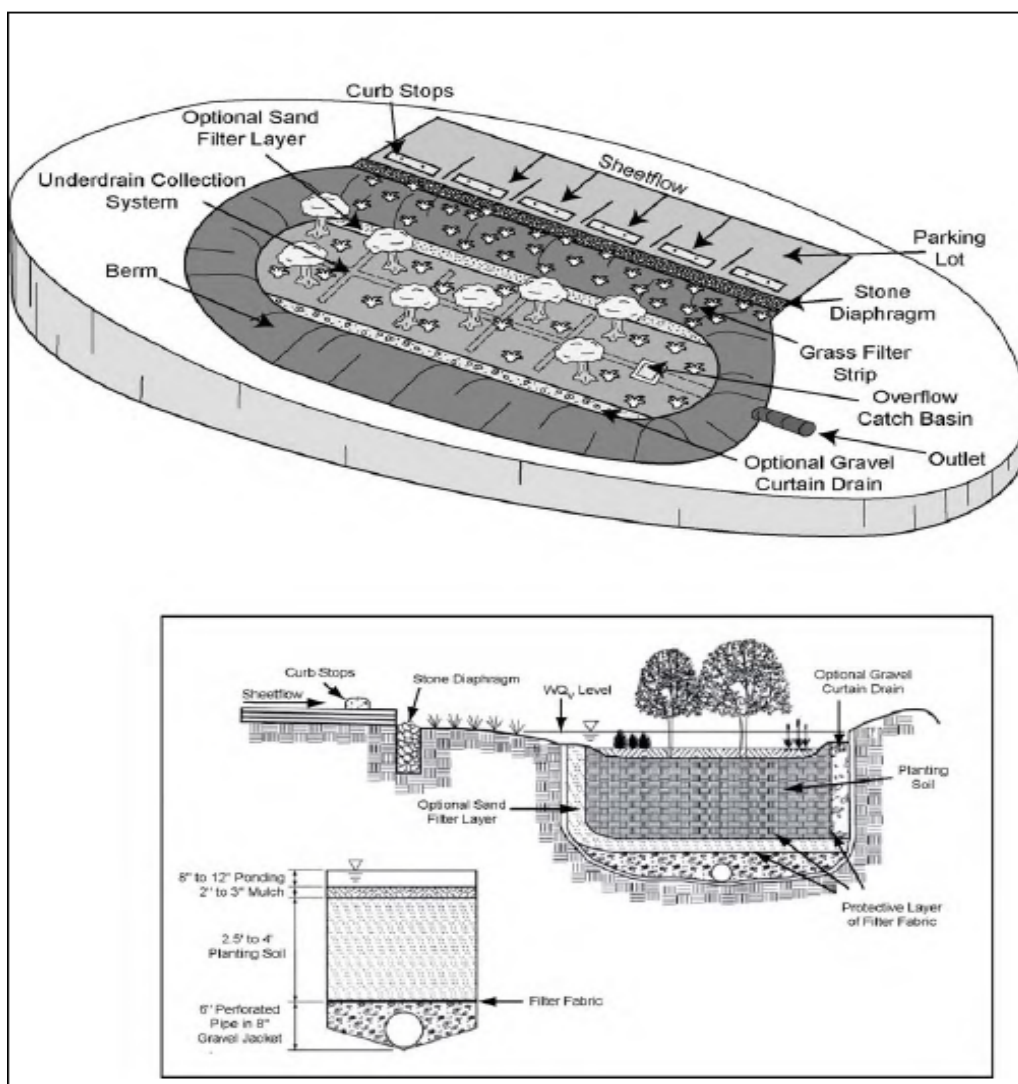 Curb Stops
Optional Sand
Filter Layer
Underdrain Collection
System
Berm
Sheetflow
Parking
Lot
Stone
Diaphragm
Grass Filter
Strip
Overflow
Catch Basin
Outlet
Optional Gravel
Curtain Drain
Curb Stops
Sheetflow
Stone Diaphragm
WQv Level
Optional Gravel
Curtain Drain
Planting
Soil
Optional Sand
Filter Layer
Protective Layer
of Filter Fabric
8" to 12" Ponding
2" to 3" Mulch
2.5' to 4'
Planting Soil
Filter Fabric
6" Perforated
Pipe in 8"
Gravel Jacket